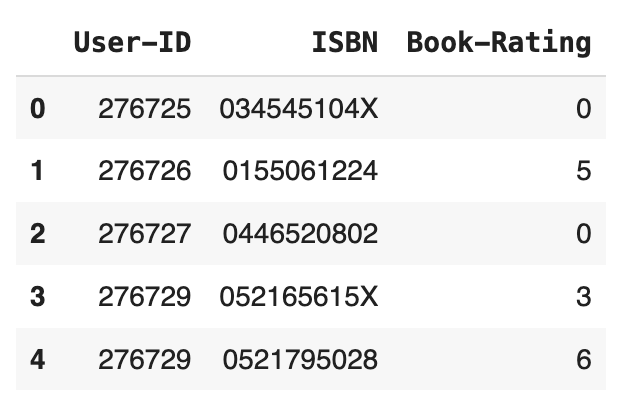 User-ID ISBN Book-Rating
0 276725 034545104X 0
1 276726 0155061224 5
2 276727 0446520802 0
3 276729 052165615X 3
4 276729 0521795028 6